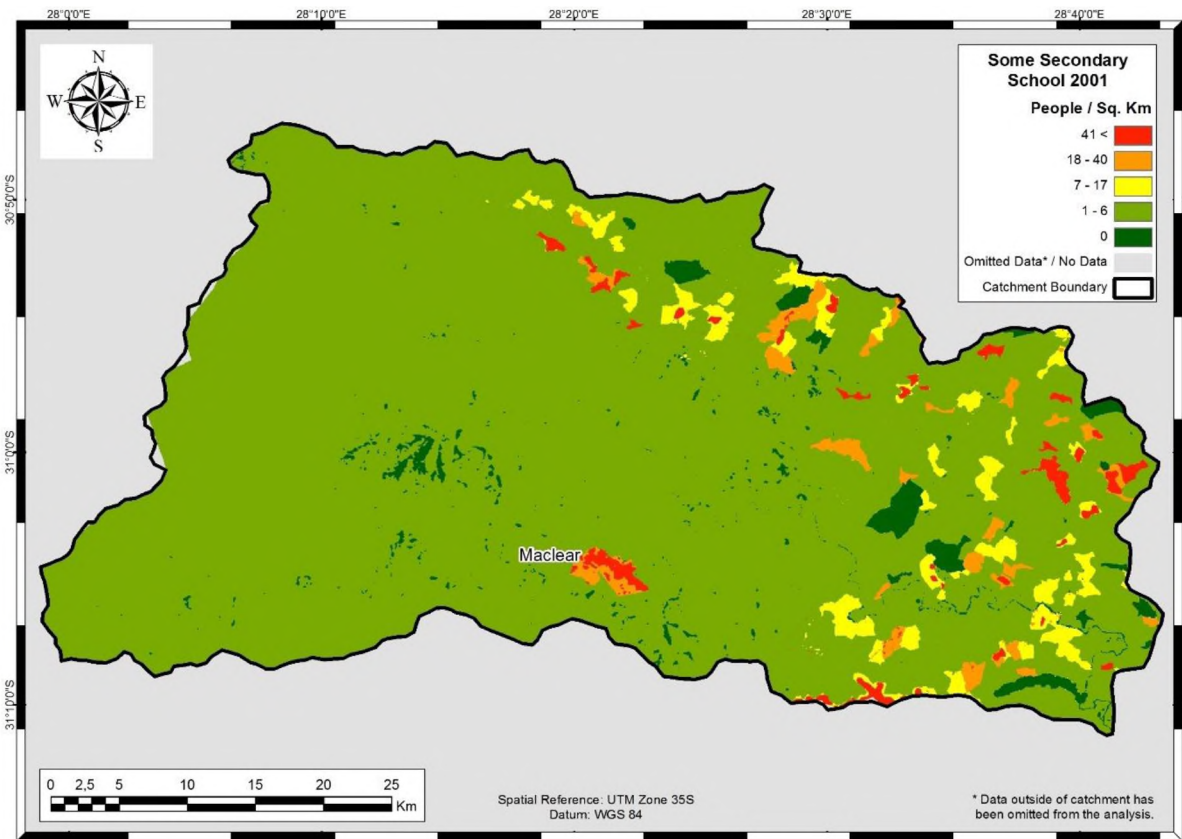 28°0'0"E
28°10'0"E
28°20'0"E
28°30'0"E
28°40'0"E
N
W
E
S
Some Secondary
School 2001
People / Sq. Km
41 <
18 - 40
7 - 17
1 - 6
0
Omitted Data* / No Data
Catchment Boundary
30°50'0"S
31°0'0"S
31°10'0"S
Maclear
0 2,5 5 10 15 20 25
Km
Spatial Reference: UTM Zone 35S
Datum: WGS 84
* Data outside of catchment has
been omitted from the analysis.